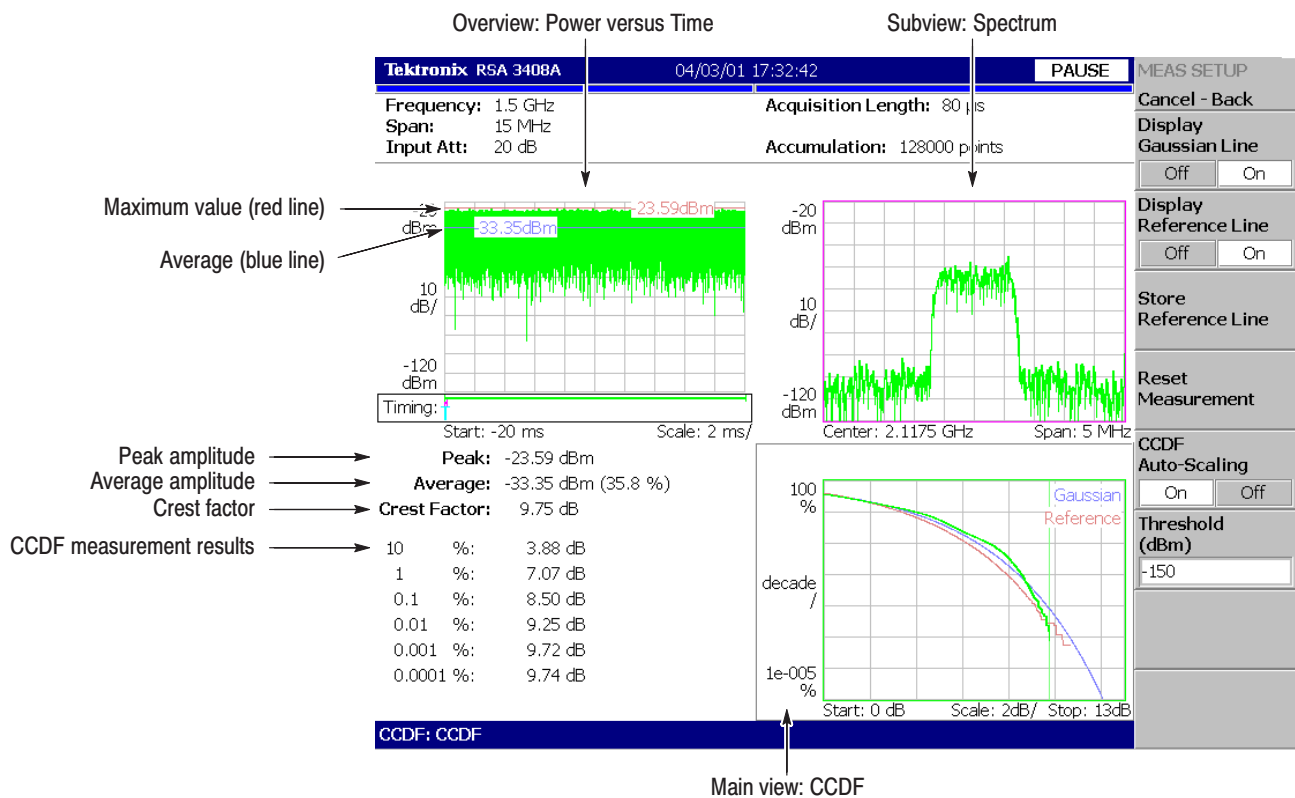 Overview: Power versus Time
Subview: Spectrum
Tektronix RSA 3408A
04/03/01 17:32:42
PAUSE
MEAS SETUP
Frequency: 1.5 GHz
Span: 15 MHz
Input Att: 20 dB
Acquisition Length: 80 µs
Accumulation: 128000 points
Cancel - Back
Display
Gaussian Line
Off On
Display
Reference Line
Off On
Store
Reference Line
Reset
Measurement
CCDF
Auto-Scaling
On Off
Threshold
(dBm)
-150
Maximum value (red line)
Average (blue line)
dBm
-23.59dBm
-33.35dBm
10
dB/
-120
dBm
Timing:
Start: -20 ms
Scale: 2 ms/
-20
dBm
10
dB/
-120
dBm
Center: 2.1175 GHz
Span: 5 MHz
Peak amplitude
Average amplitude
Crest factor
CCDF measurement results
Peak: -23.59 dBm
Average: -33.35 dBm (35.8 %)
Crest Factor: 9.75 dB
10 %: 3.88 dB
1 %: 7.07 dB
0.1 %: 8.50 dB
0.01 %: 9.25 dB
0.001 %: 9.72 dB
0.0001 %: 9.74 dB
100
%
Gaussian
Reference
decade
/
1e-005
%
Start: 0 dB
Scale: 2dB/
Stop: 13dB
CCDF: CCDF
Main view: CCDF